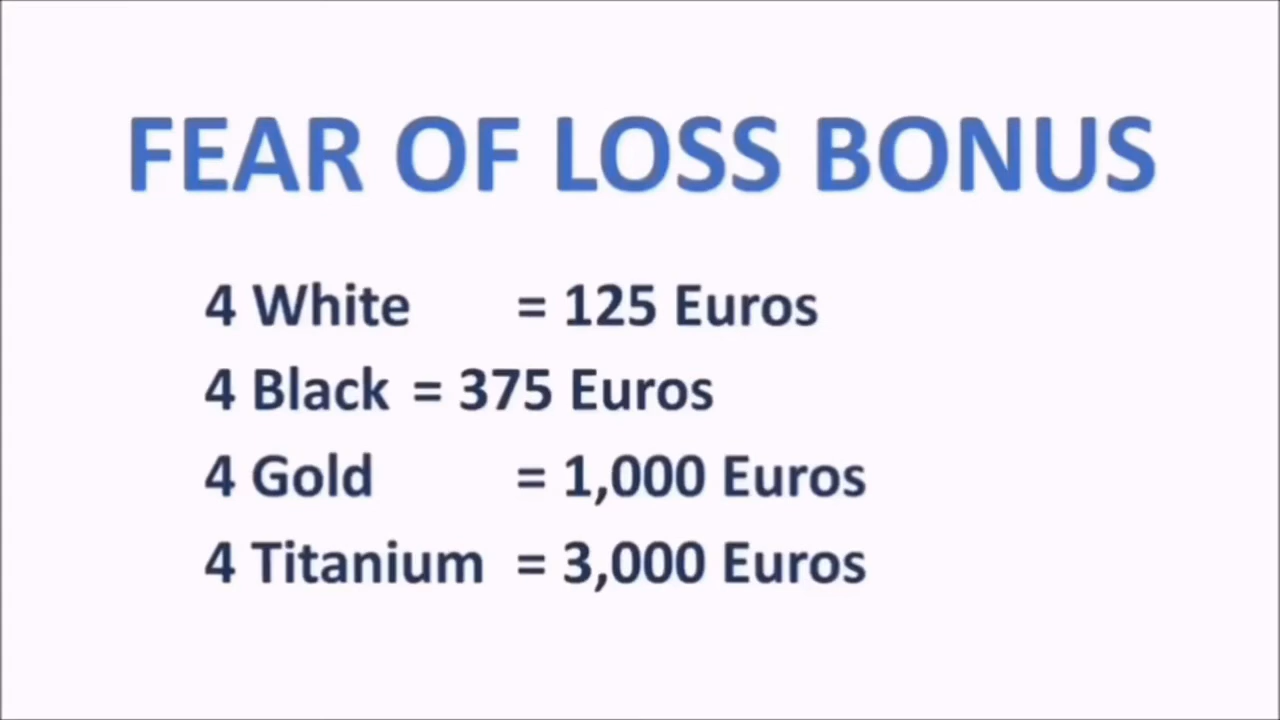 FEAR OF LOSS BONUS
4 White = 125 Euros
4 Black = 375 Euros
4 Gold = 1,000 Euros
4 Titanium = 3,000 Euros